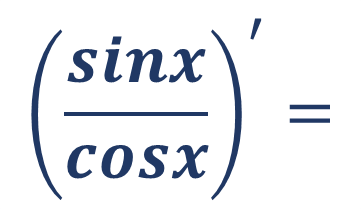 (sinx/cosx)′ =